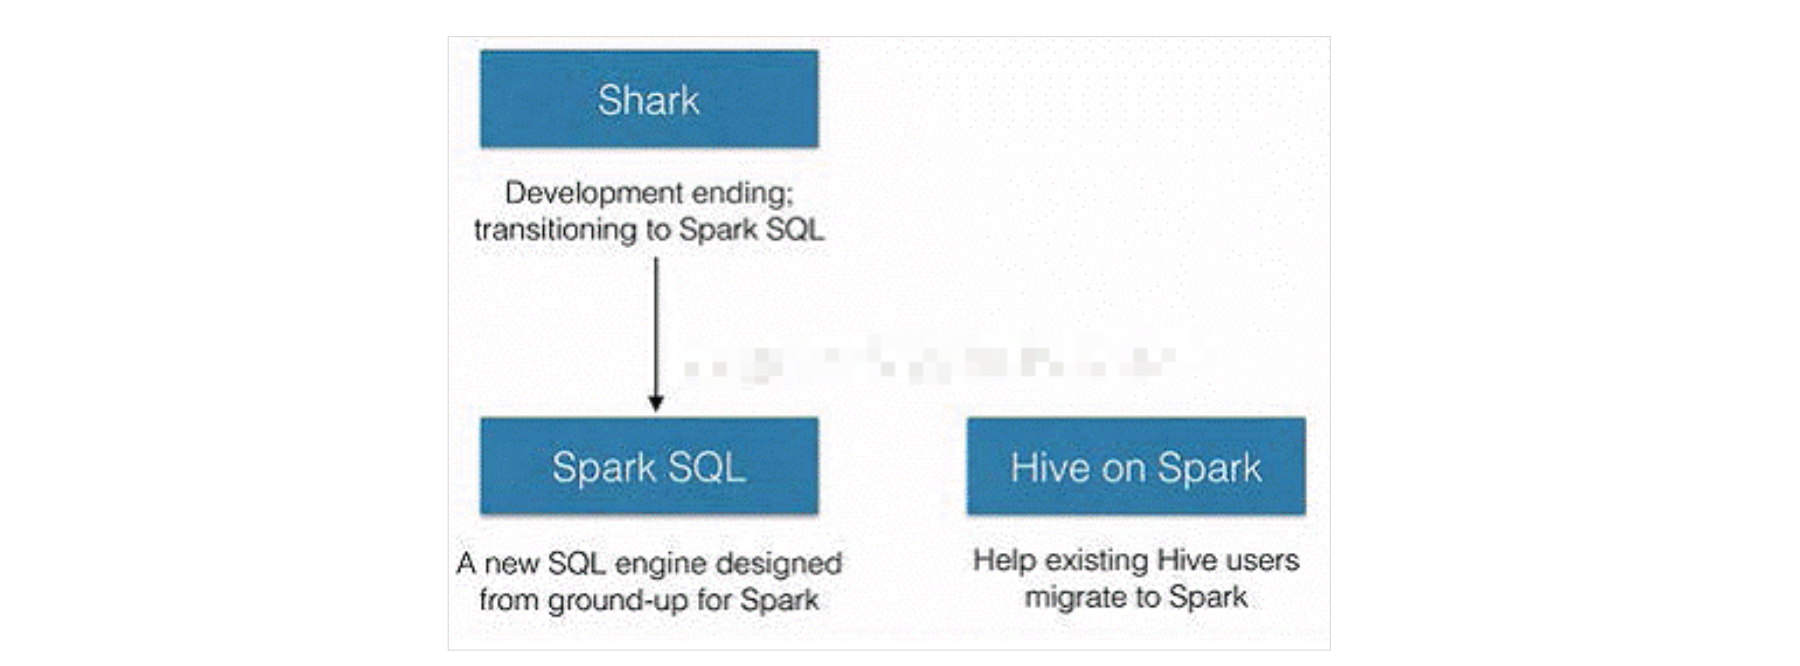 Shark
Development ending;
transitioning to Spark SQL
Spark SQL
Hive on Spark
A new SQL engine designed
from ground-up for Spark
Help existing Hive users
migrate to Spark